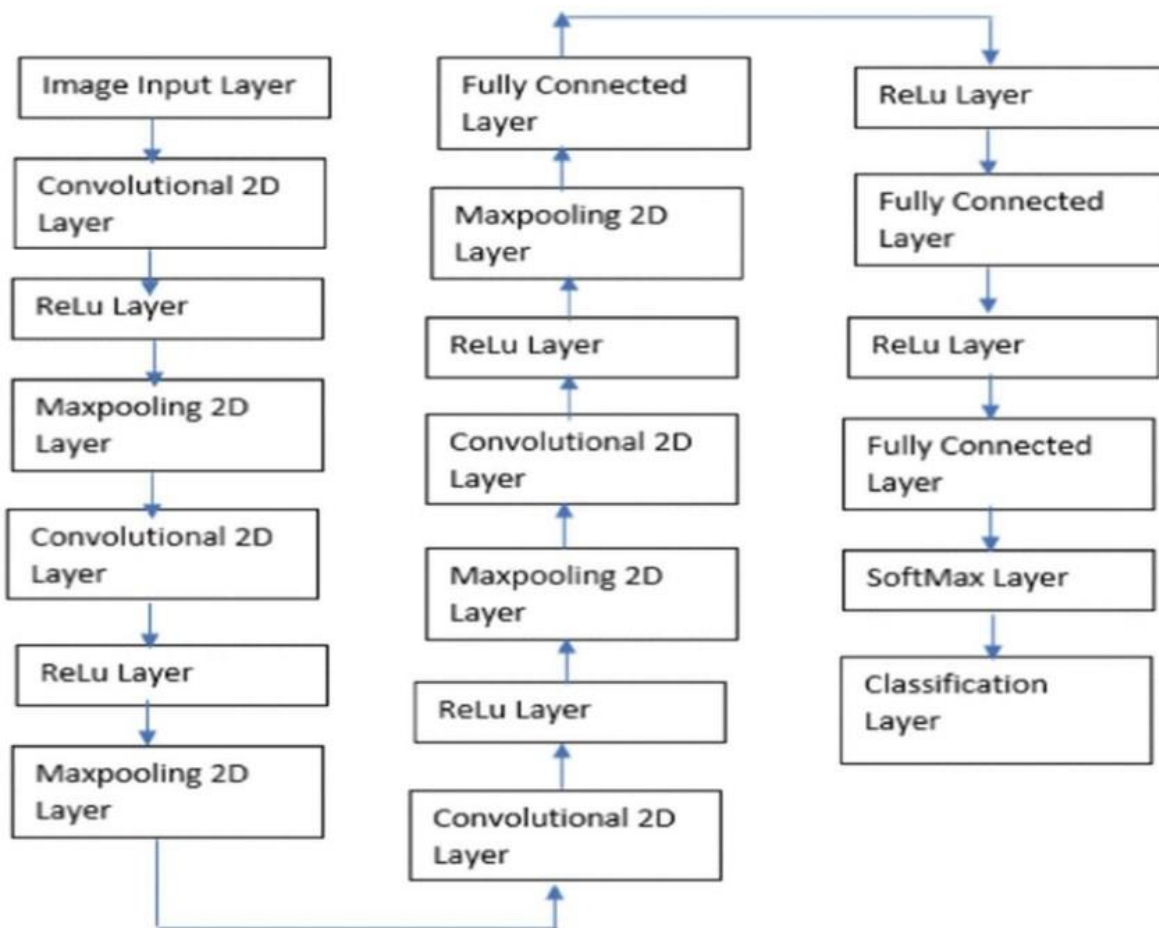 Image Input Layer
Convolutional 2D
Layer
ReLu Layer
Maxpooling 2D
Layer
Convolutional 2D
Layer
ReLu Layer
Maxpooling 2D
Layer
Convolutional 2D
Layer
ReLu Layer
Maxpooling 2D
Layer
Convolutional 2D
Layer
ReLu Layer
Maxpooling 2D
Layer
Fully Connected
Layer
ReLu Layer
Fully Connected
Layer
ReLu Layer
Fully Connected
Layer
SoftMax Layer
Classification
Layer